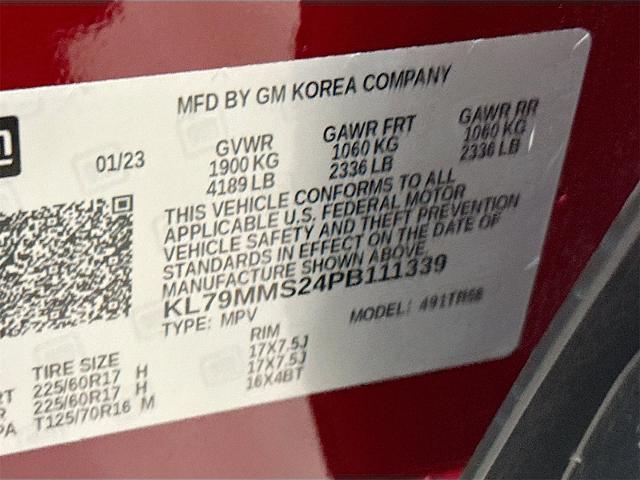 MFD BY GM KOREA COMPANY
01/23
GVWR GAWR FRT GAWR RR
1900 KG 1060 KG 1060 KG
4189 LB 2336 LB 2336 LB
THIS VEHICLE CONFORMS TO ALL
APPLICABLE U.S. FEDERAL MOTOR
VEHICLE SAFETY AND THEFT PREVENTION
STANDARDS IN EFFECT ON THE DATE OF
MANUFACTURE SHOWN ABOVE.
KL79MMS24PB111339
TYPE: MPV MODEL:
TIRE SIZE RIM
225/60R17 H 17X7.5J
225/60R17 H 17X7.5J
T125/70R16 M 16X4BT